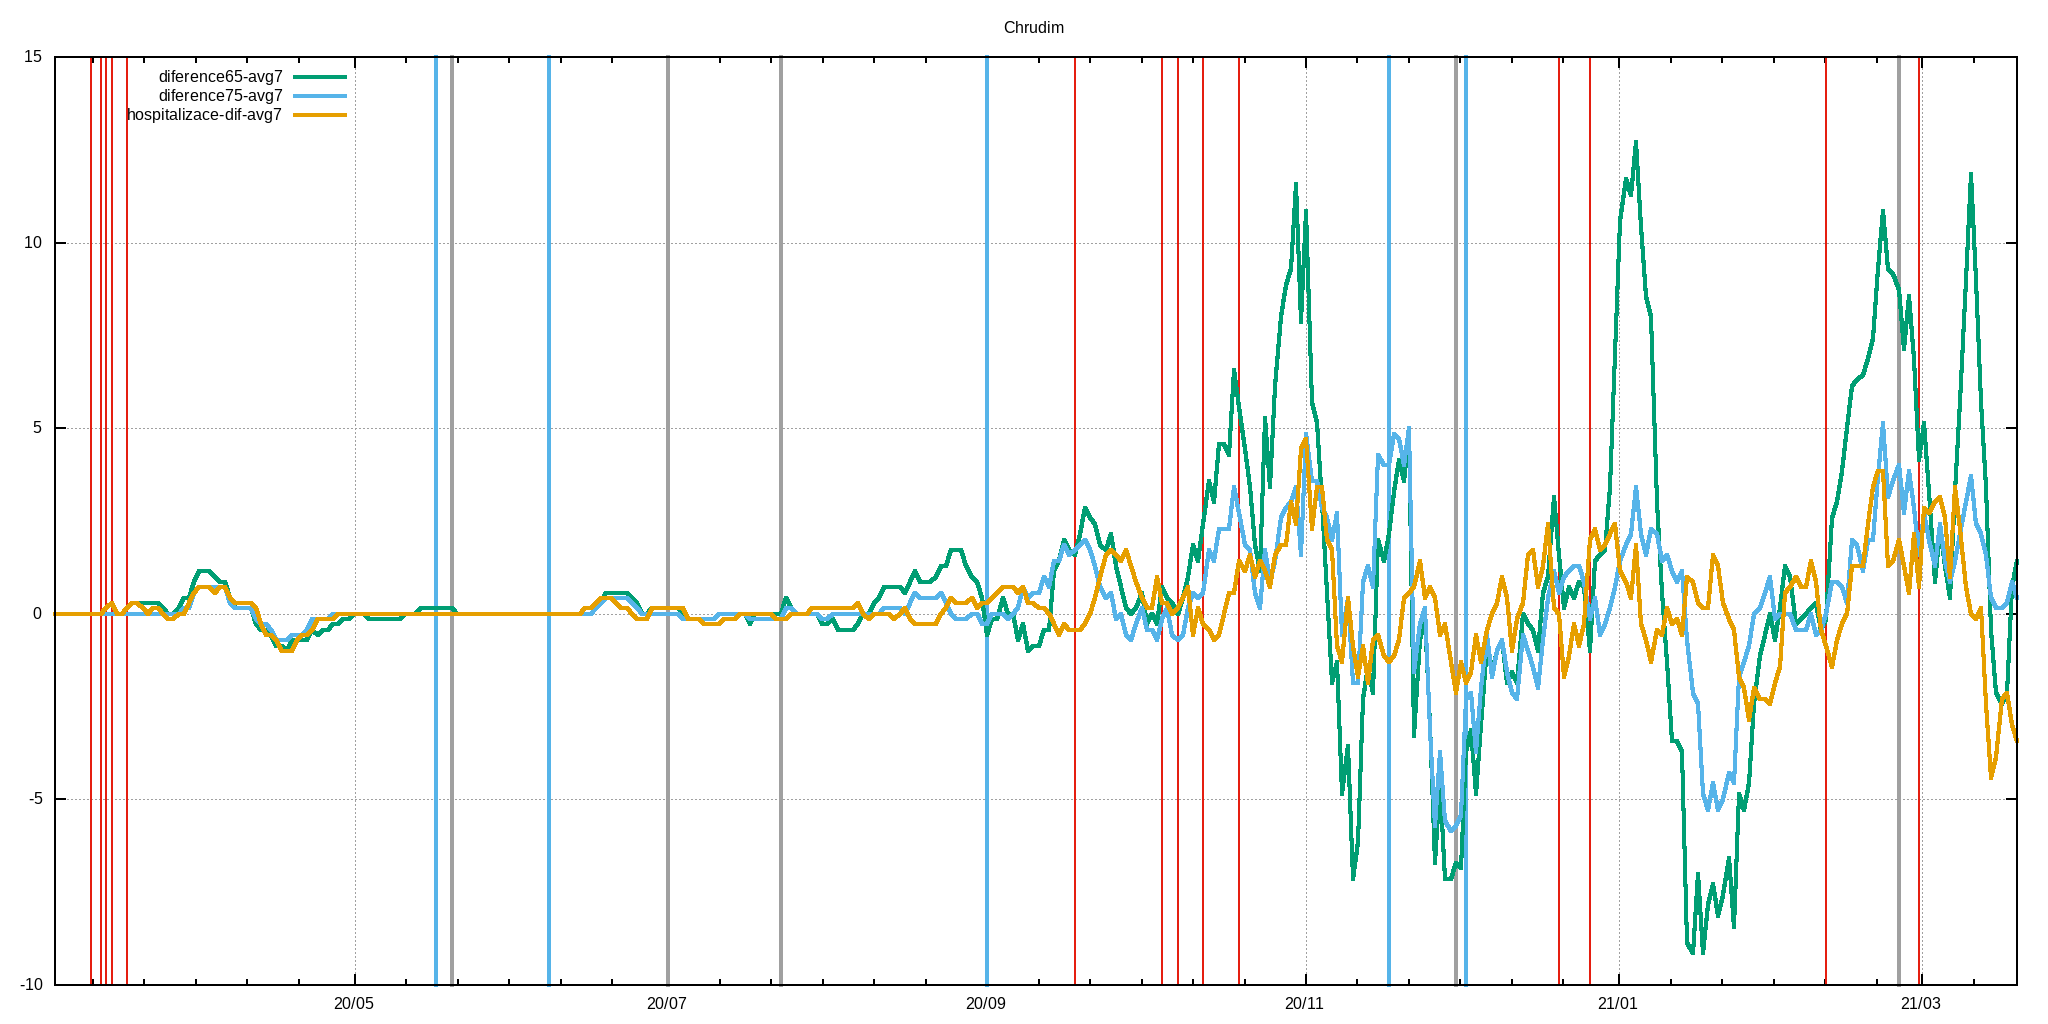 Chrudim
15
diference65-avg7
diference75-avg7
hospitalizace-dif-avg7
10
5
0
-5
-10
20/05 20/07 20/09 20/11 21/01 21/03